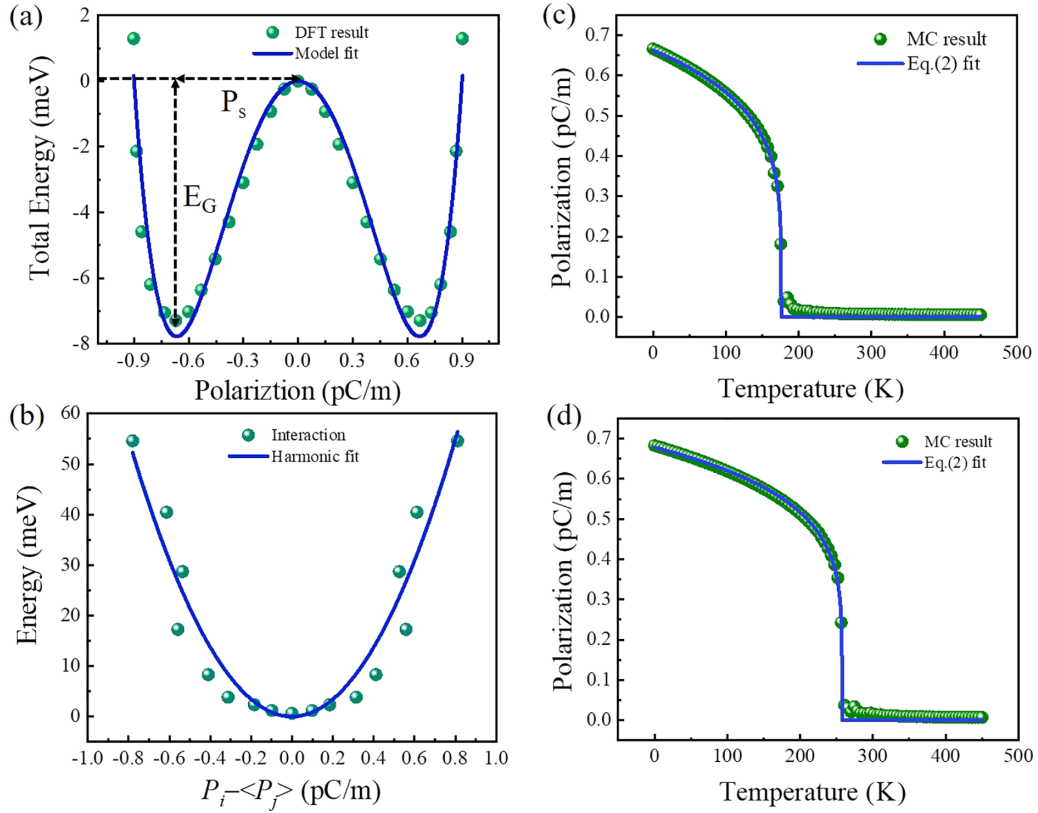 (a)
2
0
-2
-4
-6
-8
Total Energy (meV)
DFT result
Model fit
P_s
E_G
-0.9 -0.6 -0.3 0.0 0.3 0.6 0.9
Polariztion (pC/m)
(b)
60
50
40
30
20
10
0
Energy (meV)
Interaction
Harmonic fit
-1.0 -0.8 -0.6 -0.4 -0.2 0.0 0.2 0.4 0.6 0.8 1.0
P_i–<P_j> (pC/m)
(c)
0.7
0.6
0.5
0.4
0.3
0.2
0.1
0.0
Polarization (pC/m)
MC result
Eq.(2) fit
0 100 200 300 400 500
Temperature (K)
(d)
0.7
0.6
0.5
0.4
0.3
0.2
0.1
0.0
Polarization (pC/m)
MC result
Eq.(2) fit
0 100 200 300 400 500
Temperature (K)